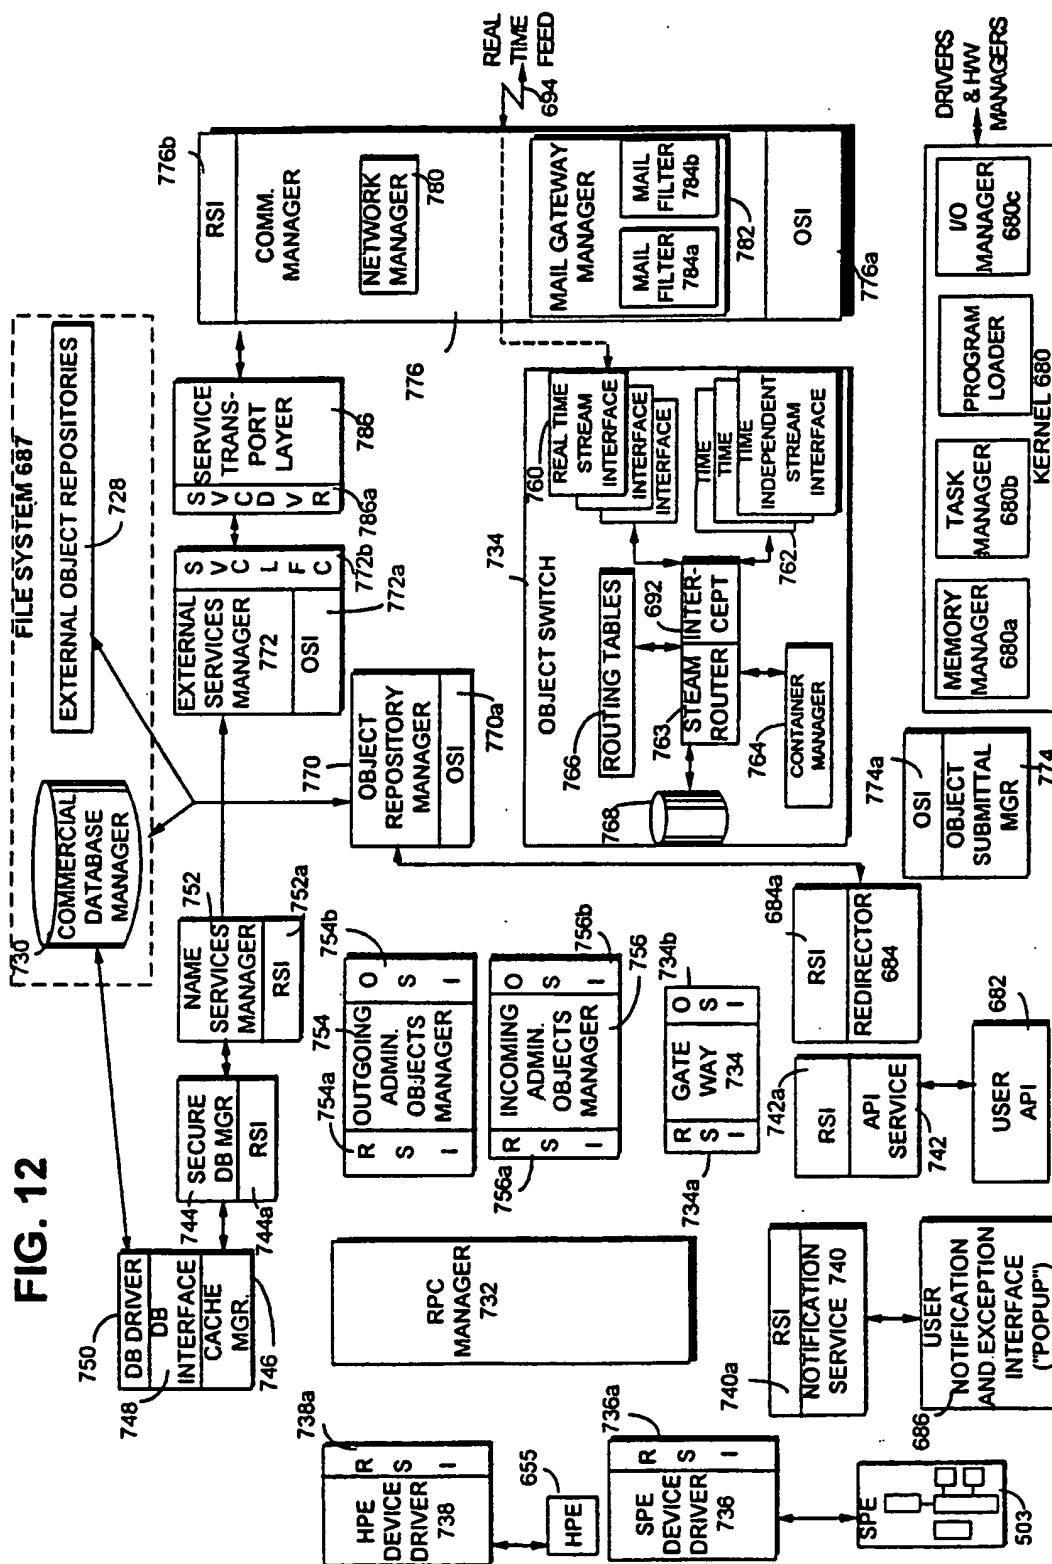 FIG. 12
FILE SYSTEM 687
EXTERNAL OBJECT REPOSITORIES
728
COMMERCIAL
DATABASE
MANAGER
730
750
DB DRIVER
DB
INTERFACE
748
CACHE
MGR.
746
744
SECURE
DB MGR
RSI
744a
NAME
SERVICES
MANAGER
752
RSI
752a
EXTERNAL
SERVICES
MANAGER
772
OSI
772a
S
V
C
L
F
C
772b
S
V
C
D
V
R
786a
SERVICE
TRANS-
PORT
LAYER
786
776b
RSI
COMM.
MANAGER
NETWORK
MANAGER
780
776
MAIL GATEWAY
MANAGER
MAIL
FILTER
784a
MAIL
FILTER
784b
782
OSI
776a
REAL
TIME
FEED
694
RPC
MANAGER
732
754a
R
S
I
OUTGOING
ADMIN.
OBJECTS
MANAGER
754
O
S
I
754b
756a
R
S
I
INCOMING
ADMIN.
OBJECTS
MANAGER
756
O
S
I
756b
770
OBJECT
REPOSITORY
MANAGER
OSI
770a
734
OBJECT SWITCH
760
REAL TIME
STREAM
INTERFACE
INTERFACE
INTERFACE
766
ROUTING TABLES
692
763
STEAM
ROUTER
INTER-
CEPT
762
TIME
TIME
TIME
INDEPENDENT
STREAM
INTERFACE
768
764
CONTAINER
MANAGER
738a
HPE
DEVICE
DRIVER
738
R
S
I
655
HPE
736a
SPE
DEVICE
DRIVER
736
R
S
I
SPE
503
734a
R
S
I
GATE
WAY
734
O
S
I
734b
740a
RSI
NOTIFICATION
SERVICE 740
686
USER
NOTIFICATION
AND.EXCEPTION
INTERFACE
("POPUP")
742a
RSI
API
SERVICE
742
USER
API
682
684a
RSI
REDIRECTOR
684
774a
OSI
OBJECT
SUBMITTAL
MGR
774
MEMORY
MANAGER
680a
TASK
MANAGER
680b
PROGRAM
LOADER
I/O
MANAGER
680c
KERNEL 680
DRIVERS
& H/W
MANAGERS